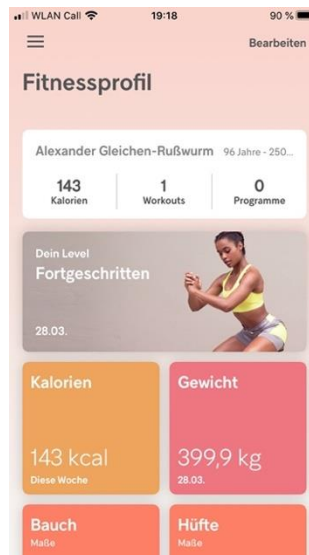 WLAN Call 19:18 90 %
Bearbeiten
Fitnessprofil
Alexander Gleichen-Rußwurm 96 Jahre - 250...
143 1 0
Kalorien Workouts Programme
Dein Level
Fortgeschritten
28.03.
Kalorien Gewicht
143 kcal 399,9 kg
Diese Woche 28.03.
Bauch Hüfte
Maße Maße